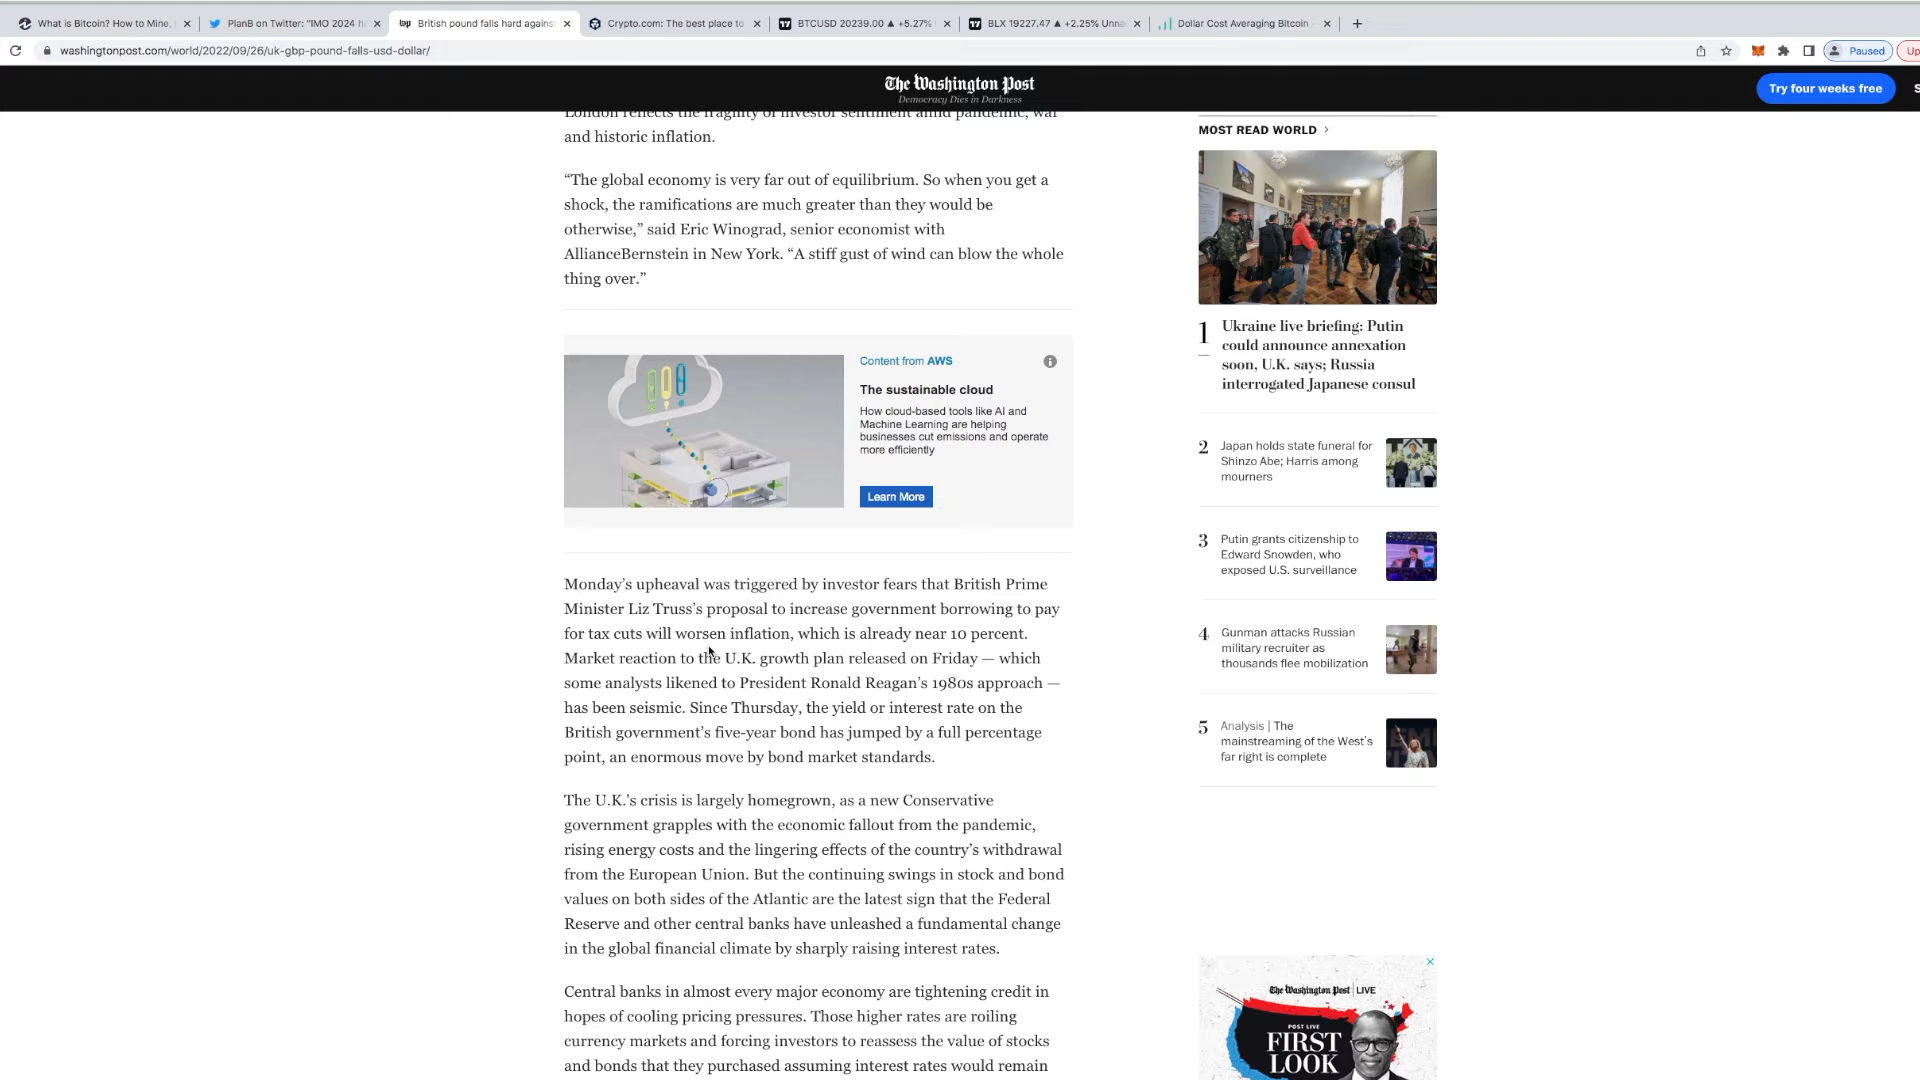 What is Bitcoin? How to Mine,
PlanB on Twitter: "IMO 2024 h
British pound falls hard agains
Crypto.com: The best place to
BTCUSD 20239.00 ▲ +5.27%
BLX 19227.47 ▲ +2.25% Unna
Dollar Cost Averaging Bitcoin
washingtonpost.com/world/2022/09/26/uk-gbp-pound-falls-usd-dollar/
Paused
Up
The Washington Post
Democracy Dies in Darkness
Try four weeks free
S
London reflects the fragility of investor sentiment amid pandemic, war
and historic inflation.
“The global economy is very far out of equilibrium. So when you get a
shock, the ramifications are much greater than they would be
otherwise,” said Eric Winograd, senior economist with
AllianceBernstein in New York. “A stiff gust of wind can blow the whole
thing over.”
Content from AWS
The sustainable cloud
How cloud-based tools like AI and
Machine Learning are helping
businesses cut emissions and operate
more efficiently
Learn More
Monday’s upheaval was triggered by investor fears that British Prime
Minister Liz Truss’s proposal to increase government borrowing to pay
for tax cuts will worsen inflation, which is already near 10 percent.
Market reaction to the U.K. growth plan released on Friday — which
some analysts likened to President Ronald Reagan’s 1980s approach —
has been seismic. Since Thursday, the yield or interest rate on the
British government’s five-year bond has jumped by a full percentage
point, an enormous move by bond market standards.
The U.K.'s crisis is largely homegrown, as a new Conservative
government grapples with the economic fallout from the pandemic,
rising energy costs and the lingering effects of the country’s withdrawal
from the European Union. But the continuing swings in stock and bond
values on both sides of the Atlantic are the latest sign that the Federal
Reserve and other central banks have unleashed a fundamental change
in the global financial climate by sharply raising interest rates.
Central banks in almost every major economy are tightening credit in
hopes of cooling pricing pressures. Those higher rates are roiling
currency markets and forcing investors to reassess the value of stocks
and bonds that they purchased assuming interest rates would remain
MOST READ WORLD
1
Ukraine live briefing: Putin
could announce annexation
soon, U.K. says; Russia
interrogated Japanese consul
2
Japan holds state funeral for
Shinzo Abe; Harris among
mourners
3
Putin grants citizenship to
Edward Snowden, who
exposed U.S. surveillance
4
Gunman attacks Russian
military recruiter as
thousands flee mobilization
5
Analysis | The
mainstreaming of the West’s
far right is complete
The Washington Post | LIVE
POST LIVE
FIRST
LOOK